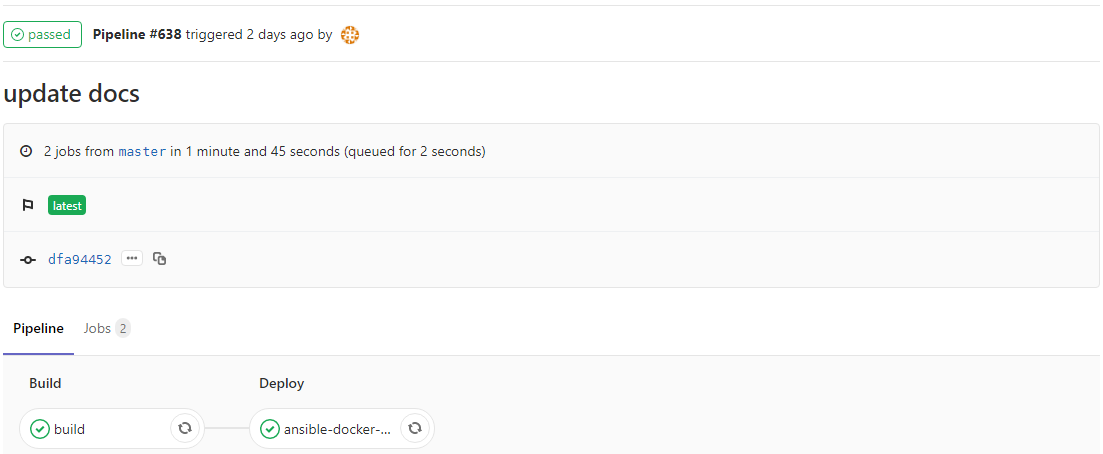 passed Pipeline #638 triggered 2 days ago by
update docs
2 jobs from master in 1 minute and 45 seconds (queued for 2 seconds)
latest
dfa94452
Pipeline Jobs 2
Build Deploy
build ansible-docker-...